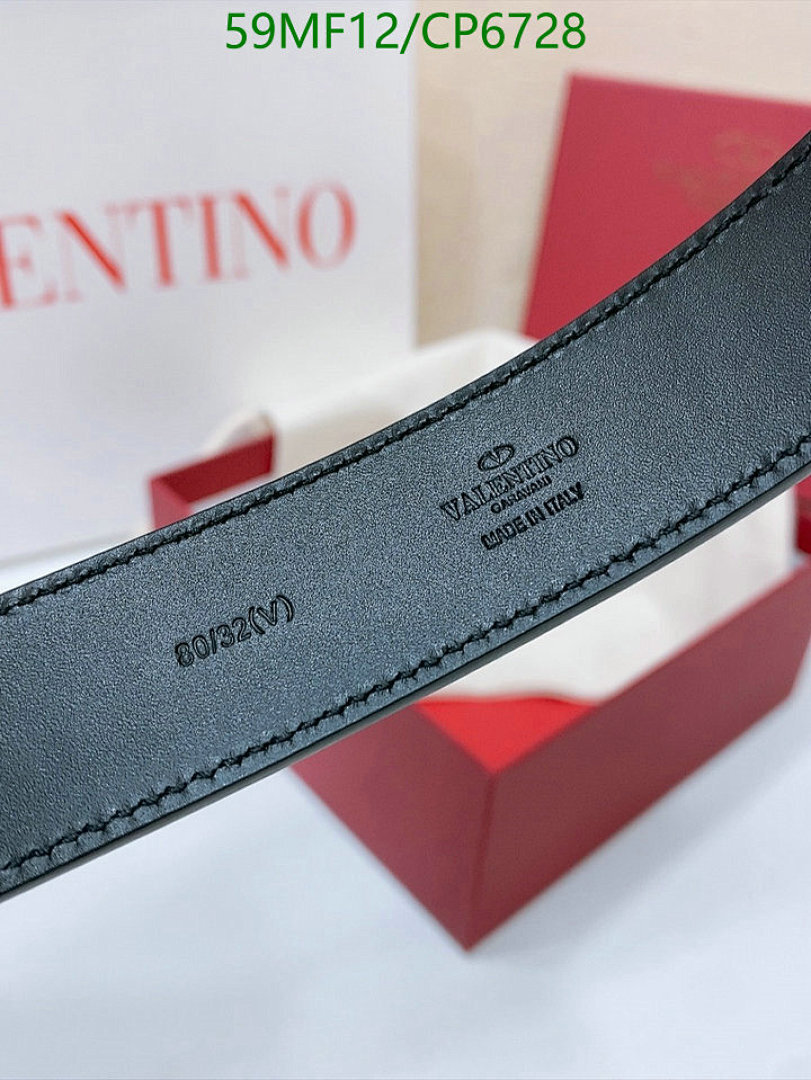 59MF12/CP6728
ENTINO
VALENTINO
GARAVANI
MADE IN ITALY
80/32(V)